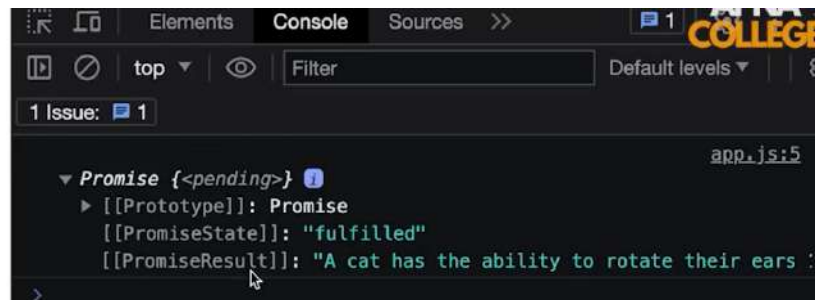 Elements Console Sources >> 1
COLLEGE
top Filter Default levels
1 Issue: 1
app.js:5
Promise {<pending>} i
[[Prototype]]: Promise
[[PromiseState]]: "fulfilled"
[[PromiseResult]]: "A cat has the ability to rotate their ears
>